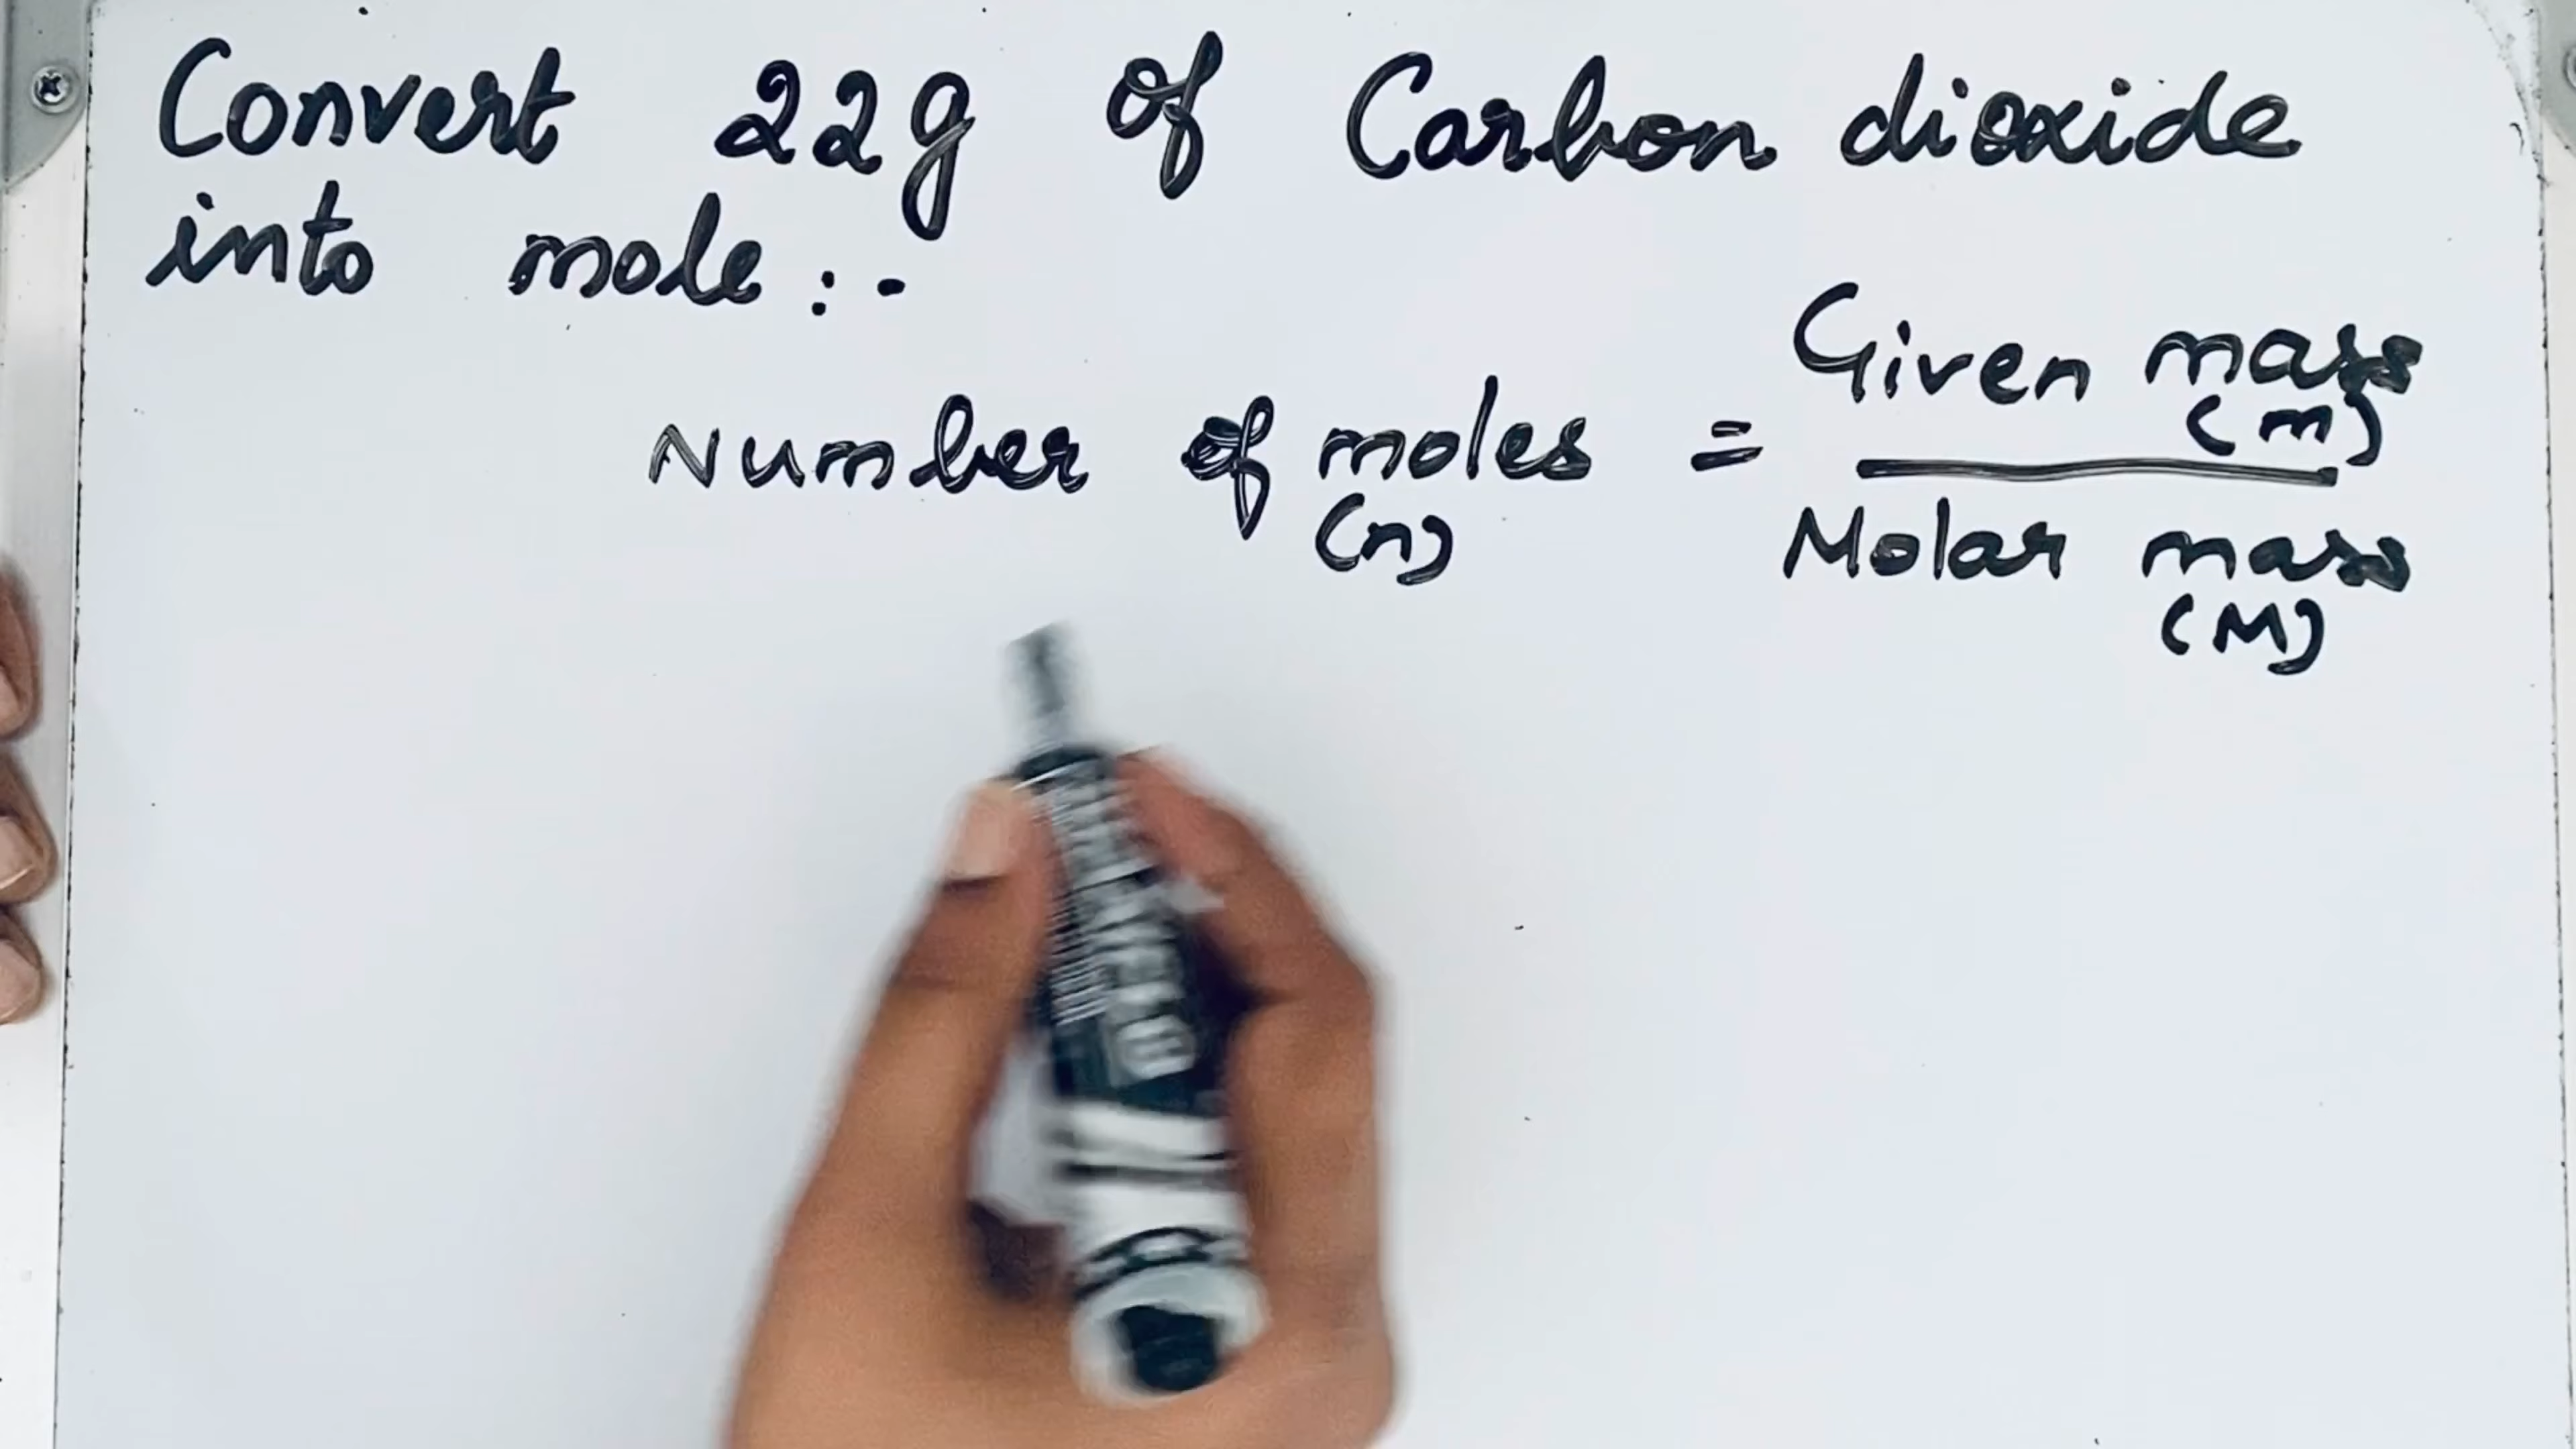 Convert 22g of Carbon dioxide
into mole :-
Given mass
(m)
Number of moles =
(n)
Molar mass
(M)